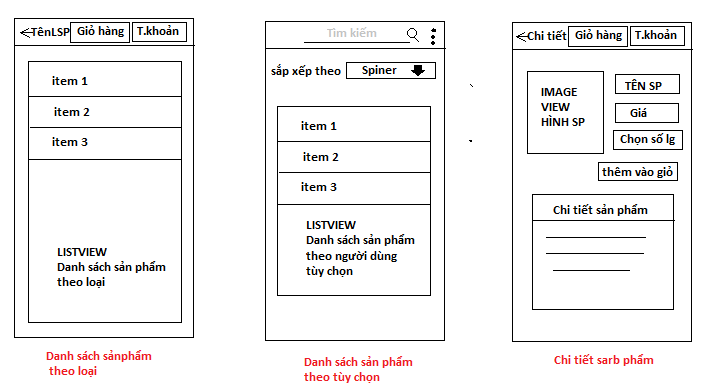 TênLSP
Giỏ hàng
T.khoản
item 1
item 2
item 3
LISTVIEW
Danh sách sản phẩm
theo loại
Danh sách sảnphẩm
theo loại
Tìm kiếm
sắp xếp theo
Spiner
item 1
item 2
item 3
LISTVIEW
Danh sách sản phẩm
theo người dùng
tùy chọn
Danh sách sản phẩm
theo tùy chọn
Chi tiết
Giỏ hàng
T.khoản
IMAGE
VIEW
HÌNH SP
TÊN SP
Giá
Chọn số lg
thêm vào giỏ
Chi tiết sản phẩm
Chi tiết sarb phẩm